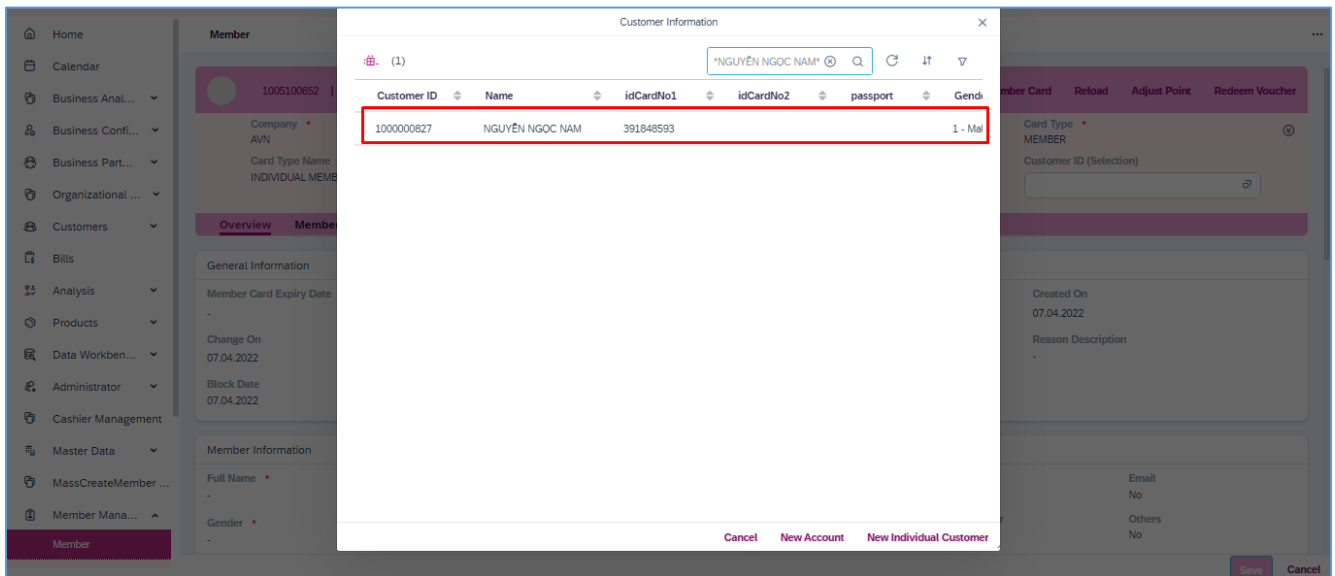 Customer Information
Home
Calendar
Business Anal...
Business Confi...
Business Part...
Organizational ...
Customers
Bills
Analysis
Products
Data Workben...
Administrator
Cashier Management
Master Data
MassCreateMember ...
Member Mana...
Member
Member
1005100652 |
Company *
AVN
Card Type Name
INDIVIDUAL MEMB
Overview Member
General Information
Member Card Expiry Date
-
Change On
07.04.2022
Block Date
07.04.2022
Member Information
Full Name *
-
Gender *
-
(1)
*NGUYỄN NGỌC NAM*
Customer ID Name idCardNo1 idCardNo2 passport Gende
1000000827 NGUYỄN NGỌC NAM 391848593 1 - Mal
Cancel New Account New Individual Customer
mber Card Reload Adjust Point Redeem Voucher
Card Type *
MEMBER
Customer ID (Selection)
Created On
07.04.2022
Reason Description
-
Email
No
Others
No
Save Cancel